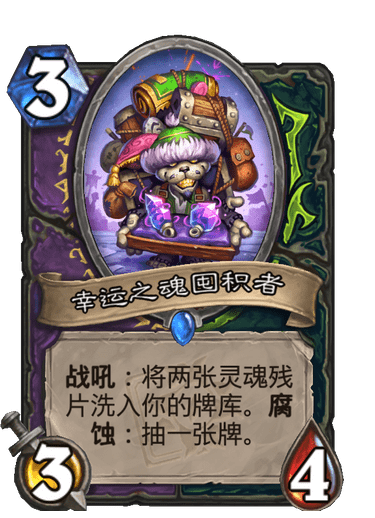 3
幸运之魂囤积者
战吼：将两张灵魂残
片洗入你的牌库。腐
蚀：抽一张牌。
3
4